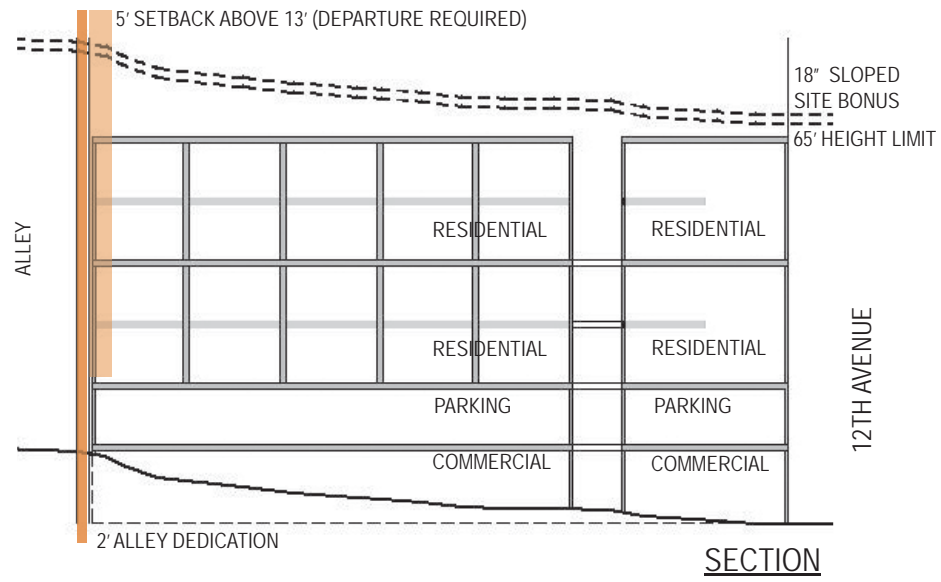 5' SETBACK ABOVE 13' (DEPARTURE REQUIRED)
18" SLOPED
SITE BONUS
65' HEIGHT LIMIT
ALLEY
RESIDENTIAL
RESIDENTIAL
RESIDENTIAL
RESIDENTIAL
12TH AVENUE
PARKING
PARKING
COMMERCIAL
COMMERCIAL
2' ALLEY DEDICATION
SECTION